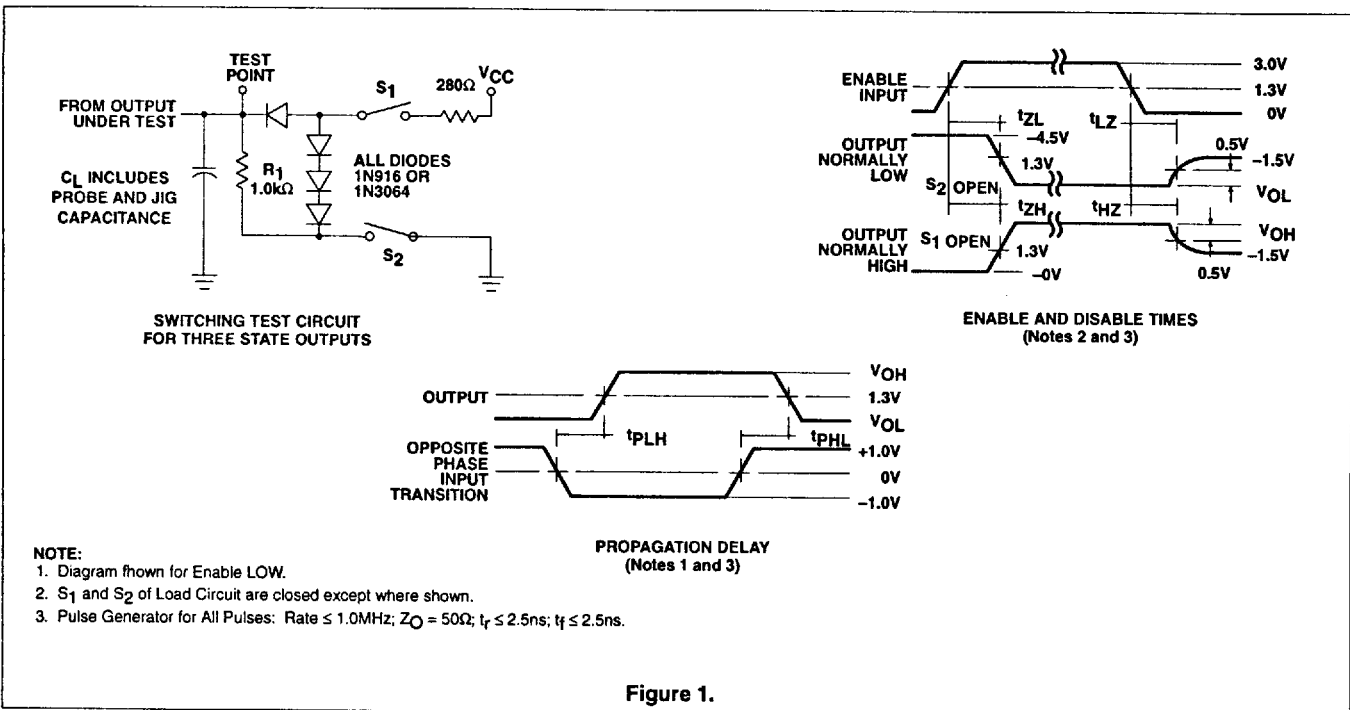 TEST
POINT
FROM OUTPUT
UNDER TEST
S1
280Ω
VCC
CL INCLUDES
PROBE AND JIG
CAPACITANCE
R1
1.0kΩ
ALL DIODES
1N916 OR
1N3064
S2
SWITCHING TEST CIRCUIT
FOR THREE STATE OUTPUTS
ENABLE
INPUT
3.0V
1.3V
0V
tZL
tLZ
OUTPUT
NORMALLY
LOW
–4.5V
1.3V
0.5V
–1.5V
VOL
S2 OPEN
tZH
tHZ
OUTPUT
NORMALLY
HIGH
S1 OPEN
1.3V
–0V
VOH
–1.5V
0.5V
ENABLE AND DISABLE TIMES
(Notes 2 and 3)
OUTPUT
VOH
1.3V
VOL
tPLH
tPHL
OPPOSITE
PHASE
INPUT
TRANSITION
+1.0V
0V
–1.0V
PROPAGATION DELAY
(Notes 1 and 3)
NOTE:
1. Diagram fhown for Enable LOW.
2. S1 and S2 of Load Circuit are closed except where shown.
3. Pulse Generator for All Pulses: Rate ≤ 1.0MHz; ZO = 50Ω; tr ≤ 2.5ns; tf ≤ 2.5ns.
Figure 1.